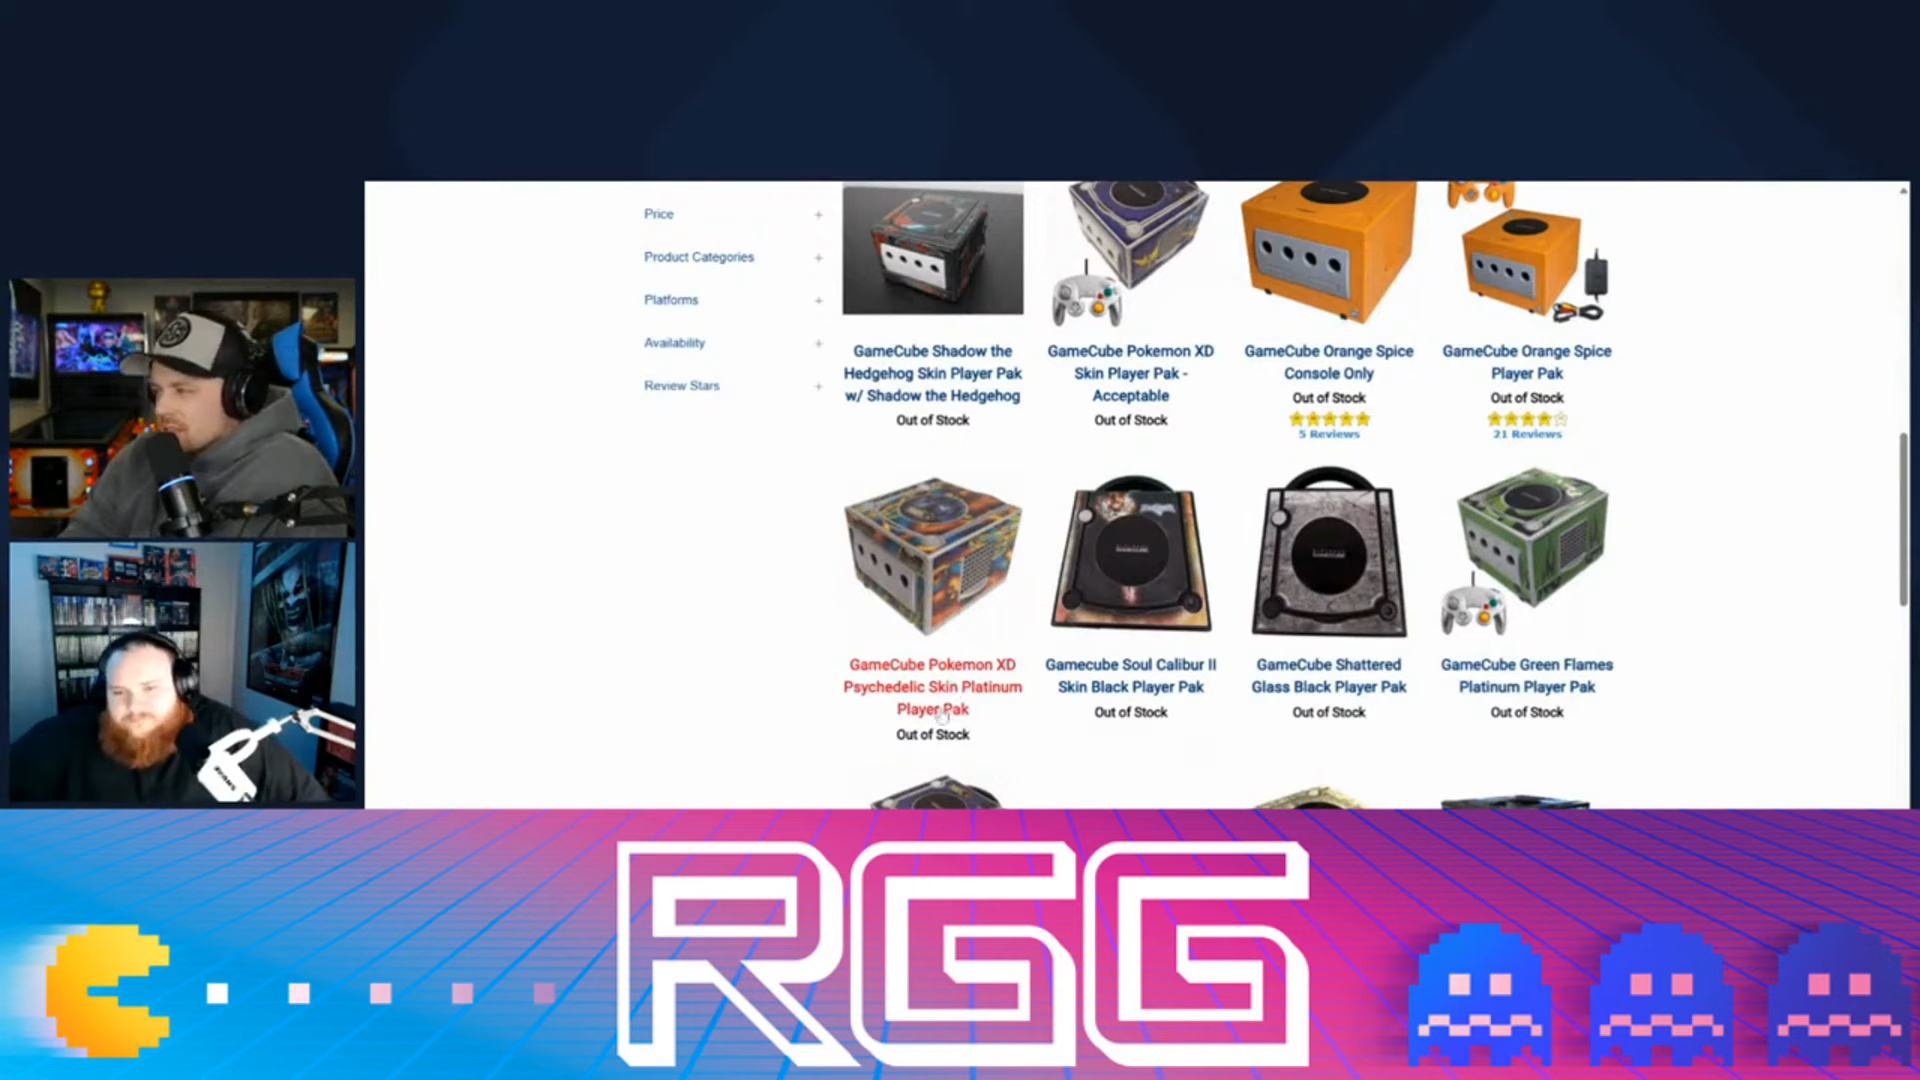 Price +
Product Categories +
Platforms +
Availability +
Review Stars +
GameCube Shadow the
Hedgehog Skin Player Pak
w/ Shadow the Hedgehog
Out of Stock
GameCube Pokemon XD
Skin Player Pak -
Acceptable
Out of Stock
GameCube Orange Spice
Console Only
Out of Stock
5 Reviews
GameCube Orange Spice
Player Pak
Out of Stock
21 Reviews
GameCube Pokemon XD
Psychedelic Skin Platinum
Player Pak
Out of Stock
Gamecube Soul Calibur II
Skin Black Player Pak
Out of Stock
GameCube Shattered
Glass Black Player Pak
Out of Stock
GameCube Green Flames
Platinum Player Pak
Out of Stock
RGG